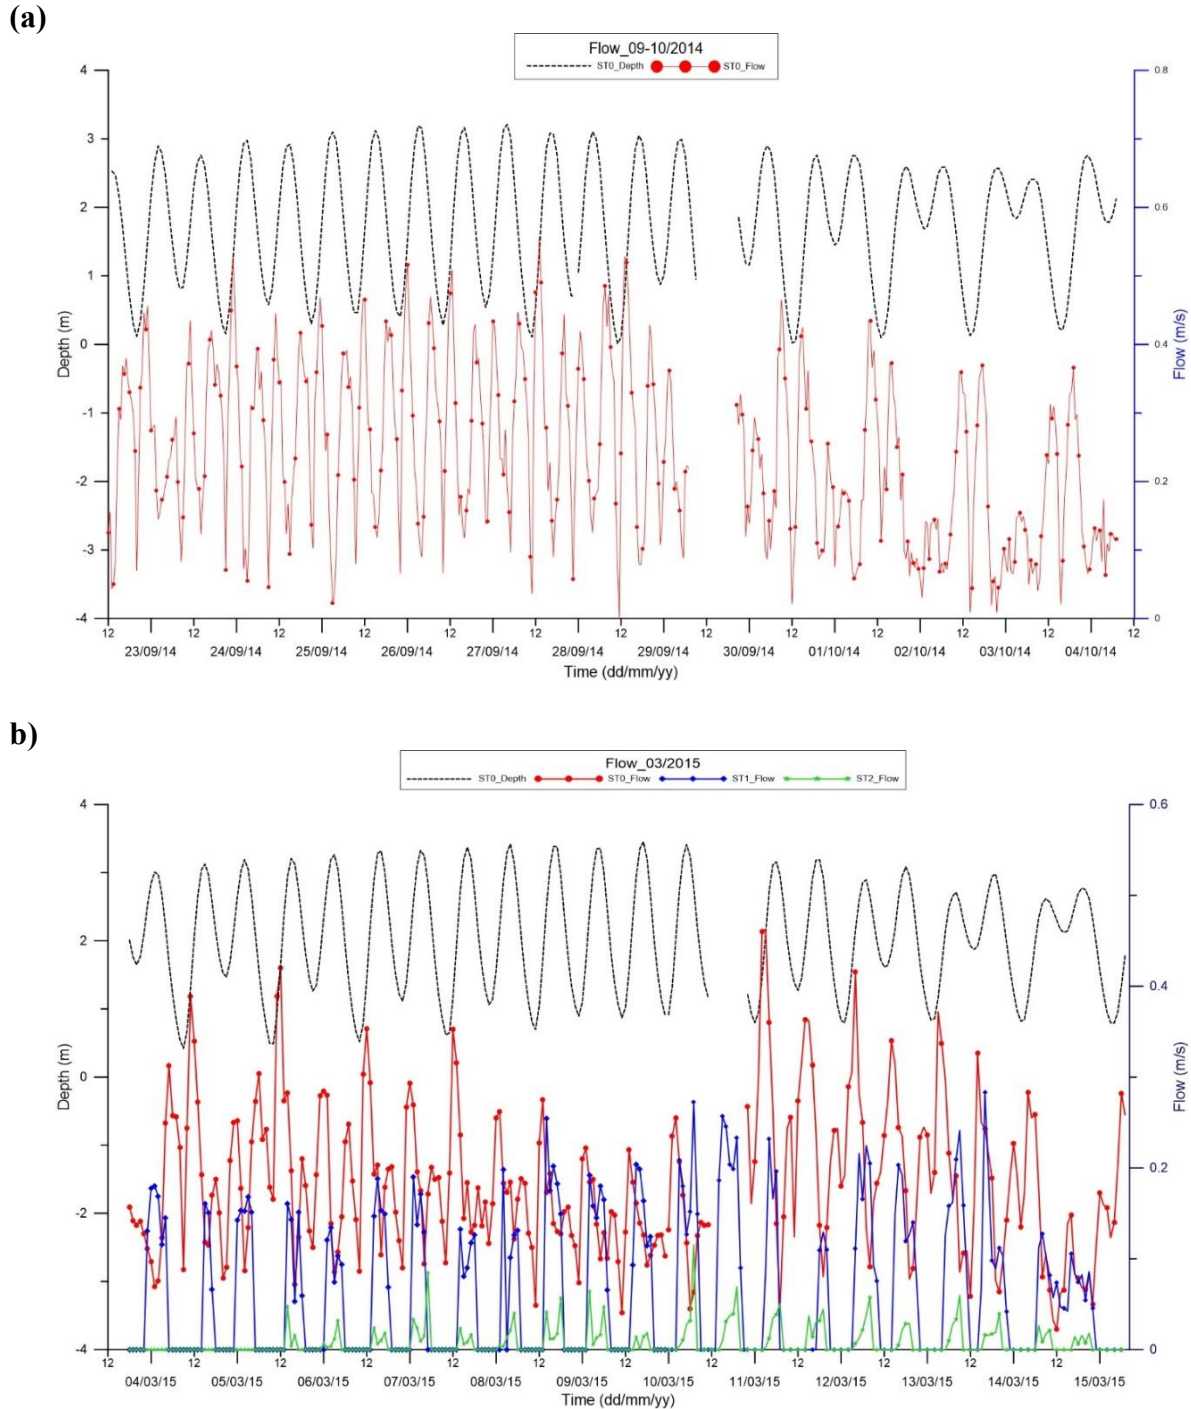 (a)
Flow_09-10/2014
ST0_Depth ST0_Flow
4
3
2
1
0
-1
-2
-3
-4
Depth (m)
0.8
0.6
0.4
0.2
0
Flow (m/s)
12 12 12 12 12 12 12 12 12 12 12 12 12
23/09/14 24/09/14 25/09/14 26/09/14 27/09/14 28/09/14 29/09/14 30/09/14 01/10/14 02/10/14 03/10/14 04/10/14
Time (dd/mm/yy)
b)
Flow_03/2015
ST0_Depth ST0_Flow ST1_Flow ST2_Flow
4
2
0
-2
-4
Depth (m)
0.6
0.4
0.2
0
Flow (m/s)
12 12 12 12 12 12 12 12 12 12 12 12
04/03/15 05/03/15 06/03/15 07/03/15 08/03/15 09/03/15 10/03/15 11/03/15 12/03/15 13/03/15 14/03/15 15/03/15
Time (dd/mm/yy)